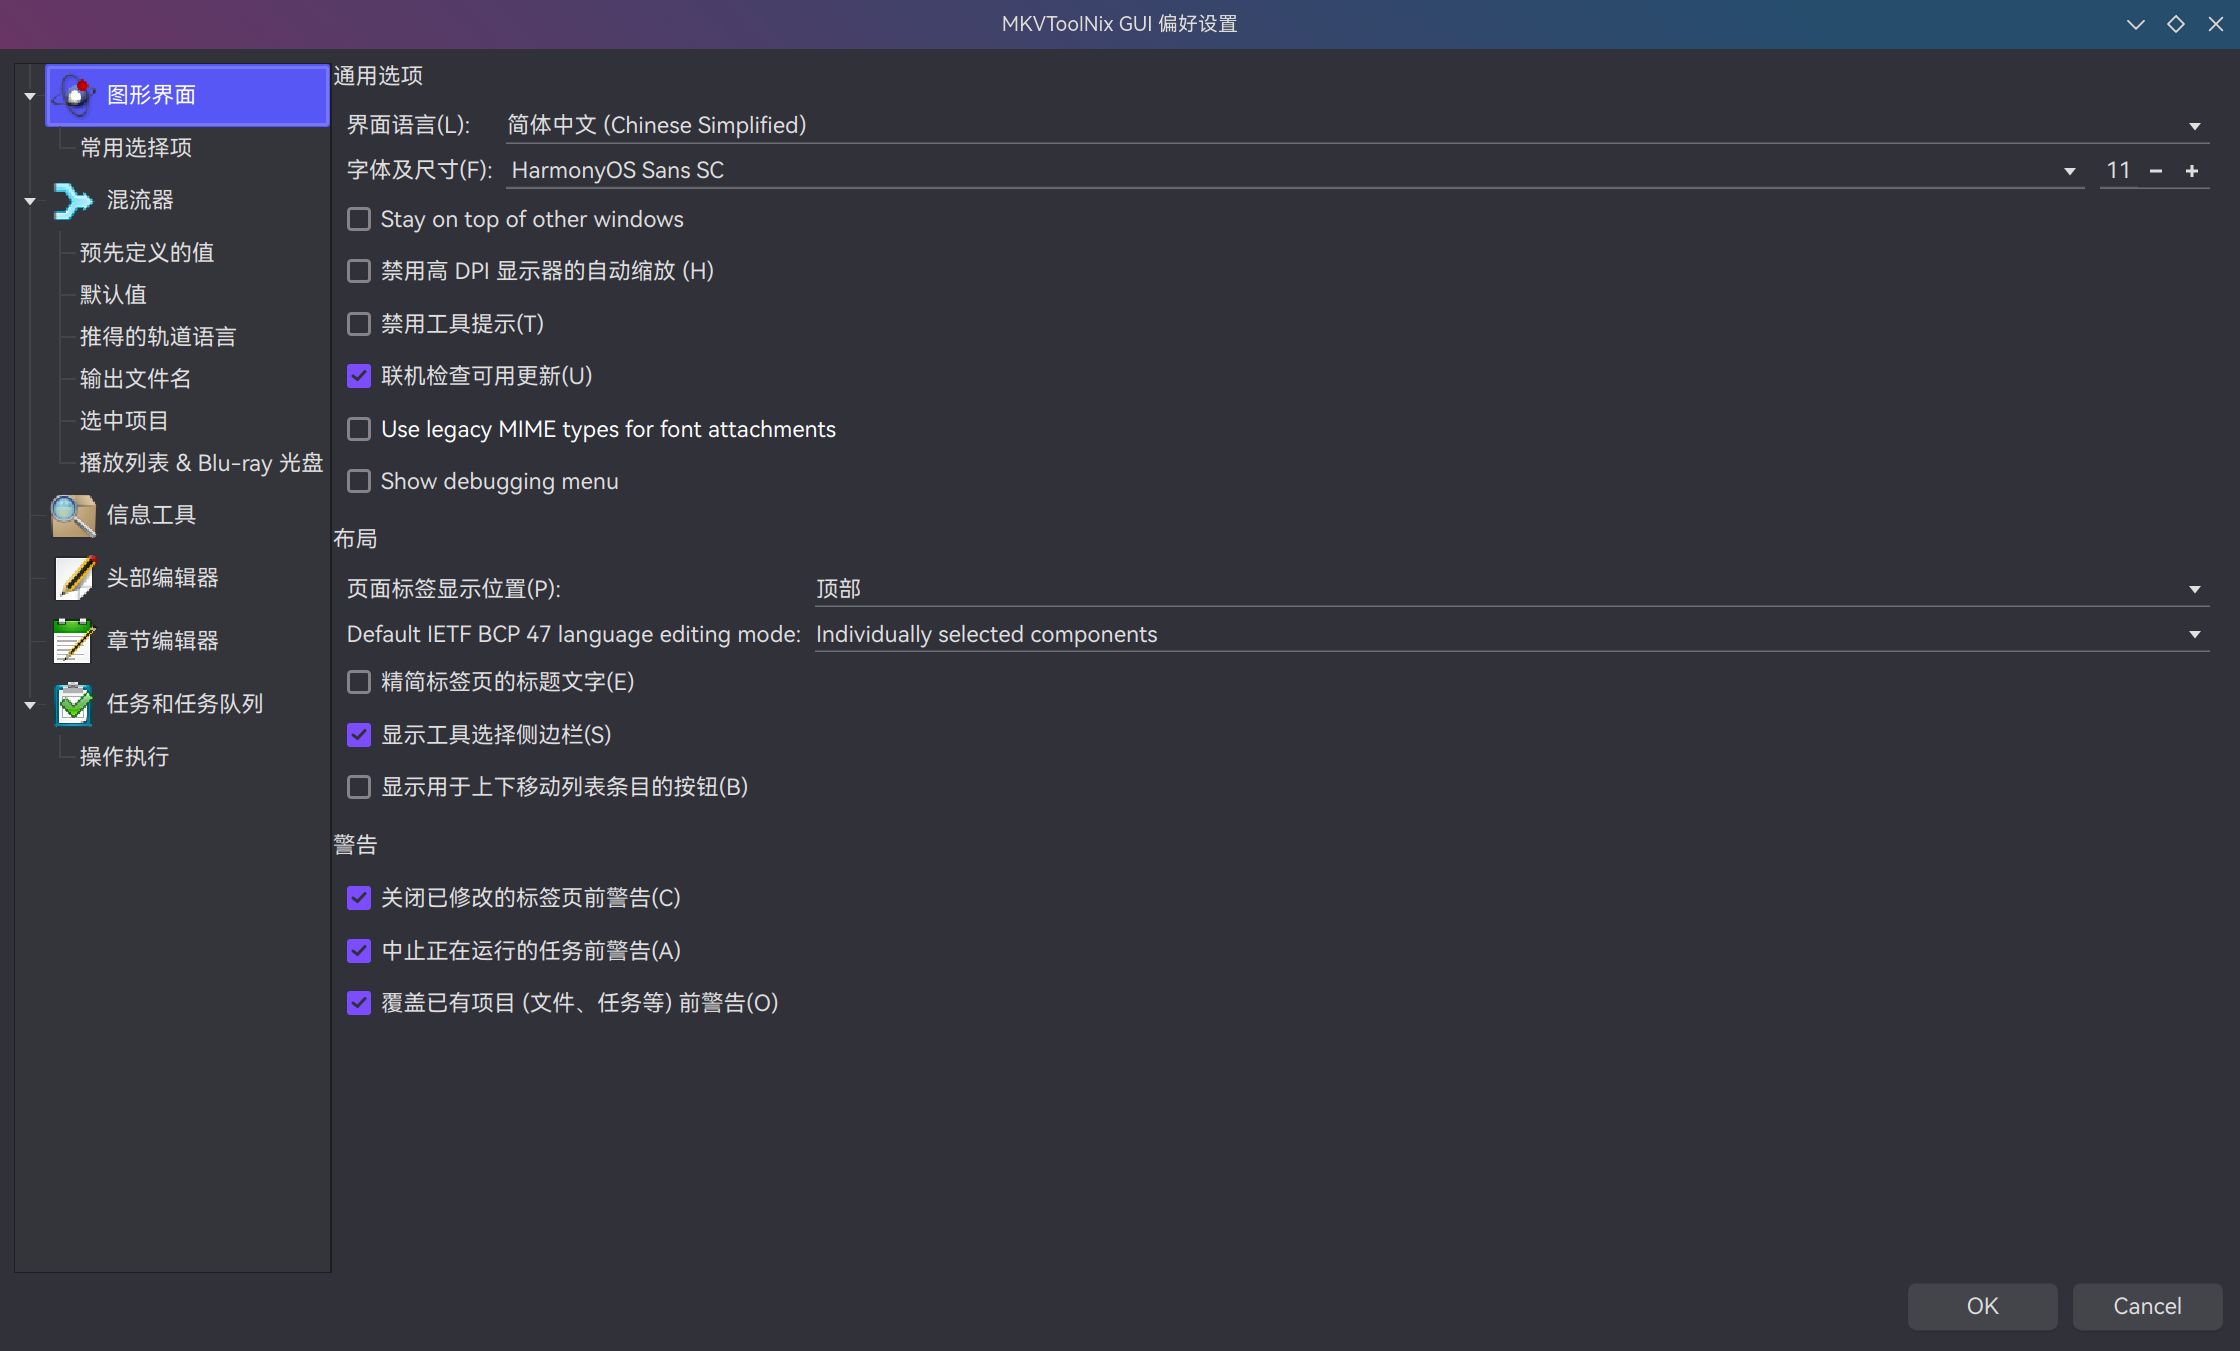 MKVToolNix GUI 偏好设置
图形界面
常用选择项
混流器
预先定义的值
默认值
推得的轨道语言
输出文件名
选中项目
播放列表 & Blu-ray 光盘
信息工具
头部编辑器
章节编辑器
任务和任务队列
操作执行
通用选项
界面语言(L): 简体中文 (Chinese Simplified)
字体及尺寸(F): HarmonyOS Sans SC 11
Stay on top of other windows
禁用高 DPI 显示器的自动缩放 (H)
禁用工具提示(T)
联机检查可用更新(U)
Use legacy MIME types for font attachments
Show debugging menu
布局
页面标签显示位置(P): 顶部
Default IETF BCP 47 language editing mode: Individually selected components
精简标签页的标题文字(E)
显示工具选择侧边栏(S)
显示用于上下移动列表条目的按钮(B)
警告
关闭已修改的标签页前警告(C)
中止正在运行的任务前警告(A)
覆盖已有项目 (文件、任务等) 前警告(O)
OK
Cancel